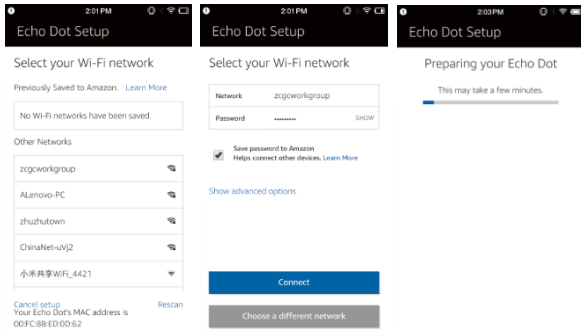 2:01 PM
Echo Dot Setup
Select your Wi-Fi network
Previously Saved to Amazon. Learn More
No Wi-Fi networks have been saved.
Other Networks
zcgcworkgroup
ALenovo-PC
zhuzhutown
ChinaNet-uVj2
小米共享WiFi_4421
Cancel setup
Rescan
Your Echo Dot's MAC address is
00:FC:8B:ED:0D:62
2:01 PM
Echo Dot Setup
Select your Wi-Fi network
Network zcgcworkgroup
Password ········· SHOW
Save password to Amazon
Helps connect other devices. Learn More
Show advanced options
Connect
Choose a different network
2:03 PM
Echo Dot Setup
Preparing your Echo Dot
This may take a few minutes.